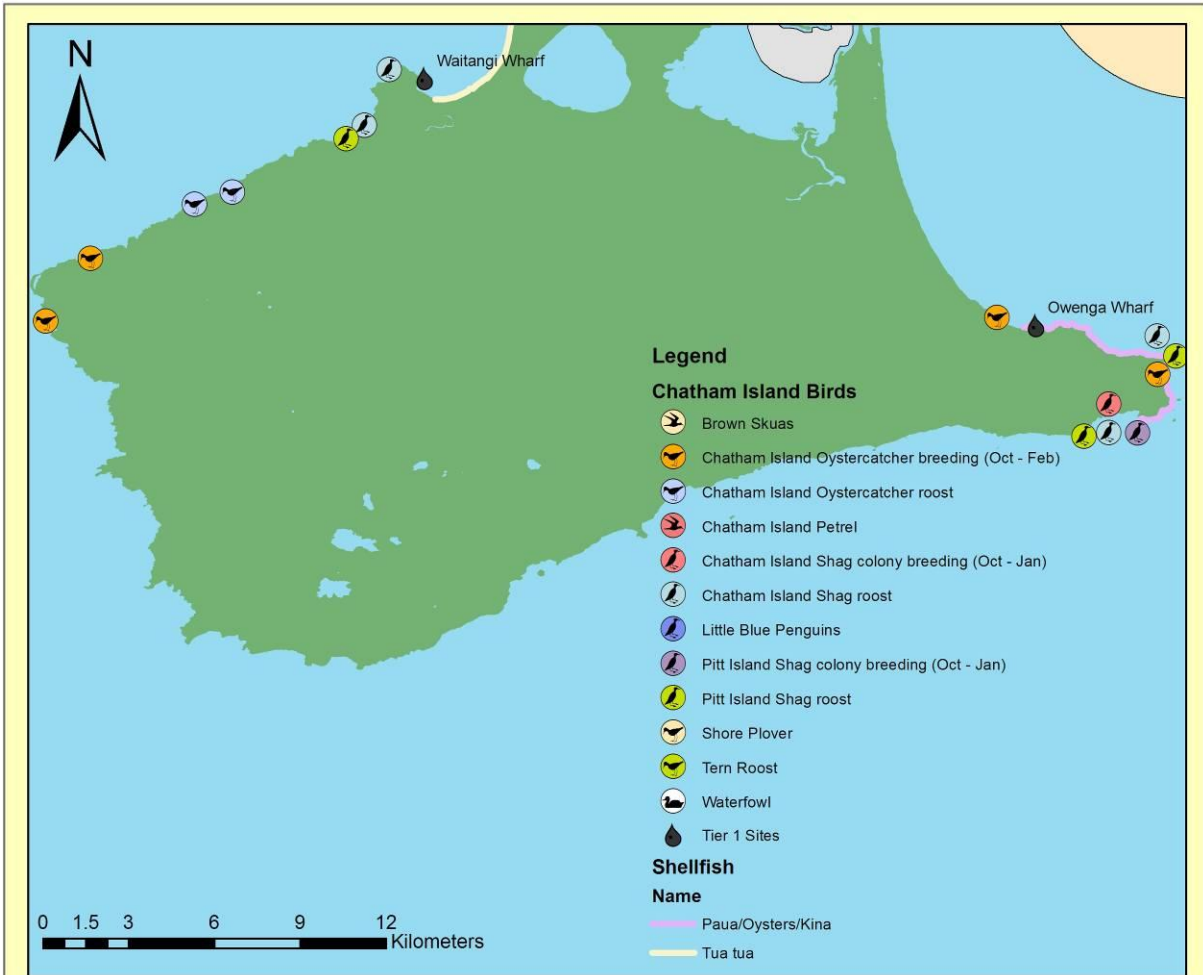 N
Waitangi Wharf
Owenga Wharf
Legend
Chatham Island Birds
Brown Skuas
Chatham Island Oystercatcher breeding (Oct - Feb)
Chatham Island Oystercatcher roost
Chatham Island Petrel
Chatham Island Shag colony breeding (Oct - Jan)
Chatham Island Shag roost
Little Blue Penguins
Pitt Island Shag colony breeding (Oct - Jan)
Pitt Island Shag roost
Shore Plover
Tern Roost
Waterfowl
Tier 1 Sites
Shellfish
Name
Paua/Oysters/Kina
Tua tua
0 1.5 3 6 9 12
Kilometers